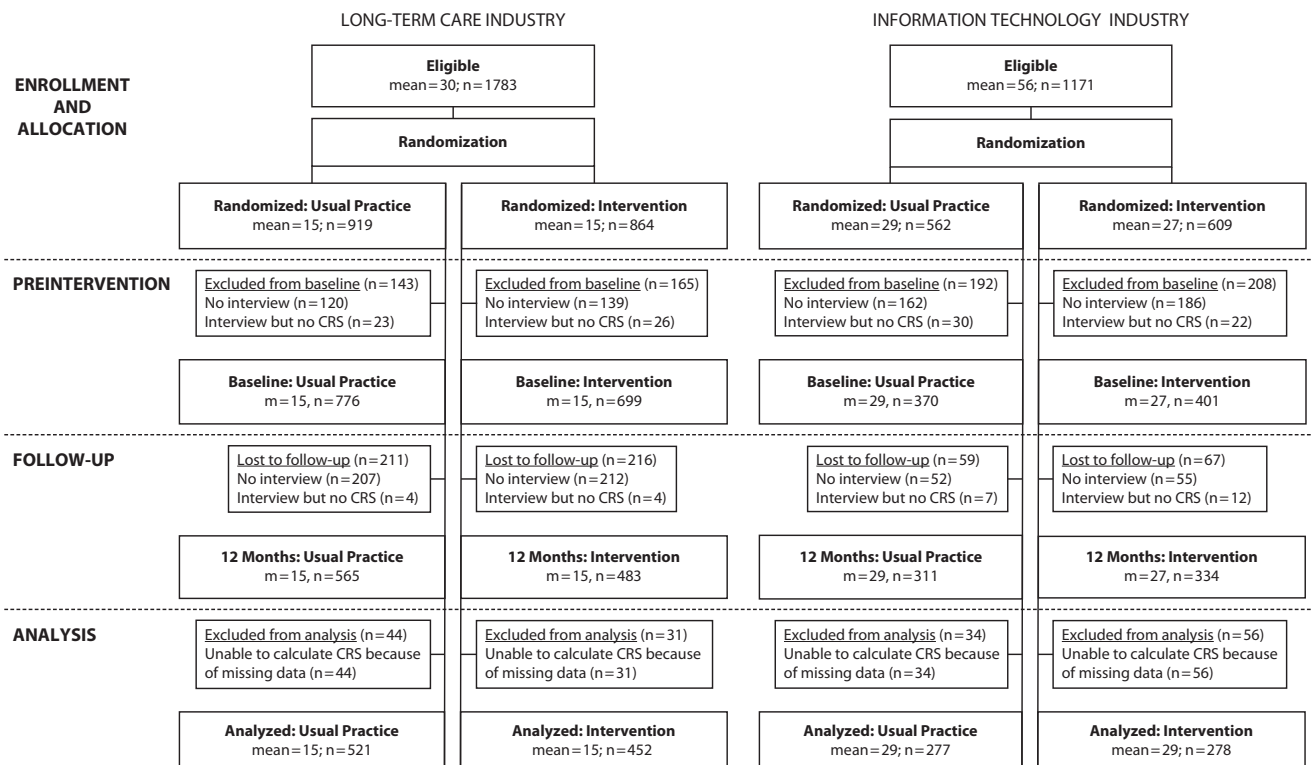 LONG-TERM CARE INDUSTRY
INFORMATION TECHNOLOGY INDUSTRY
ENROLLMENT
AND
ALLOCATION
Eligible
mean=30; n=1783
Eligible
mean=56; n=1171
Randomization
Randomization
Randomized: Usual Practice
mean=15; n=919
Randomized: Intervention
mean=15; n=864
Randomized: Usual Practice
mean=29; n=562
Randomized: Intervention
mean=27; n=609
PREINTERVENTION
Excluded from baseline (n=143)
No interview (n=120)
Interview but no CRS (n=23)
Excluded from baseline (n=165)
No interview (n=139)
Interview but no CRS (n=26)
Excluded from baseline (n=192)
No interview (n=162)
Interview but no CRS (n=30)
Excluded from baseline (n=208)
No interview (n=186)
Interview but no CRS (n=22)
Baseline: Usual Practice
m=15, n=776
Baseline: Intervention
m=15, n=699
Baseline: Usual Practice
m=29, n=370
Baseline: Intervention
m=27, n=401
FOLLOW-UP
Lost to follow-up (n=211)
No interview (n=207)
Interview but no CRS (n=4)
Lost to follow-up (n=216)
No interview (n=212)
Interview but no CRS (n=4)
Lost to follow-up (n=59)
No interview (n=52)
Interview but no CRS (n=7)
Lost to follow-up (n=67)
No interview (n=55)
Interview but no CRS (n=12)
12 Months: Usual Practice
m=15, n=565
12 Months: Intervention
m=15, n=483
12 Months: Usual Practice
m=29, n=311
12 Months: Intervention
m=27, n=334
ANALYSIS
Excluded from analysis (n=44)
Unable to calculate CRS because
of missing data (n=44)
Excluded from analysis (n=31)
Unable to calculate CRS because
of missing data (n=31)
Excluded from analysis (n=34)
Unable to calculate CRS because
of missing data (n=34)
Excluded from analysis (n=56)
Unable to calculate CRS because
of missing data (n=56)
Analyzed: Usual Practice
mean=15; n=521
Analyzed: Intervention
mean=15; n=452
Analyzed: Usual Practice
mean=29; n=277
Analyzed: Intervention
mean=29; n=278